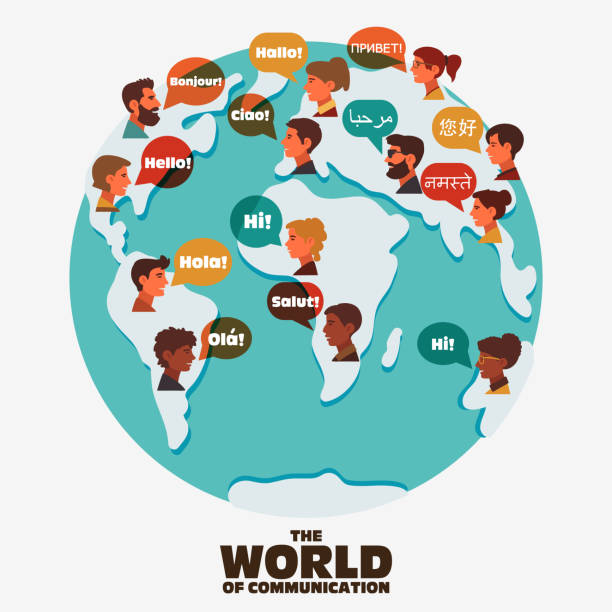 Hallo!
ПРИВЕТ!
Bonjour!
Ciao!
مرحبا
您好
Hello!
नमस्ते
Hi!
Hola!
Salut!
Olá!
Hi!
THE
WORLD
OF COMMUNICATION